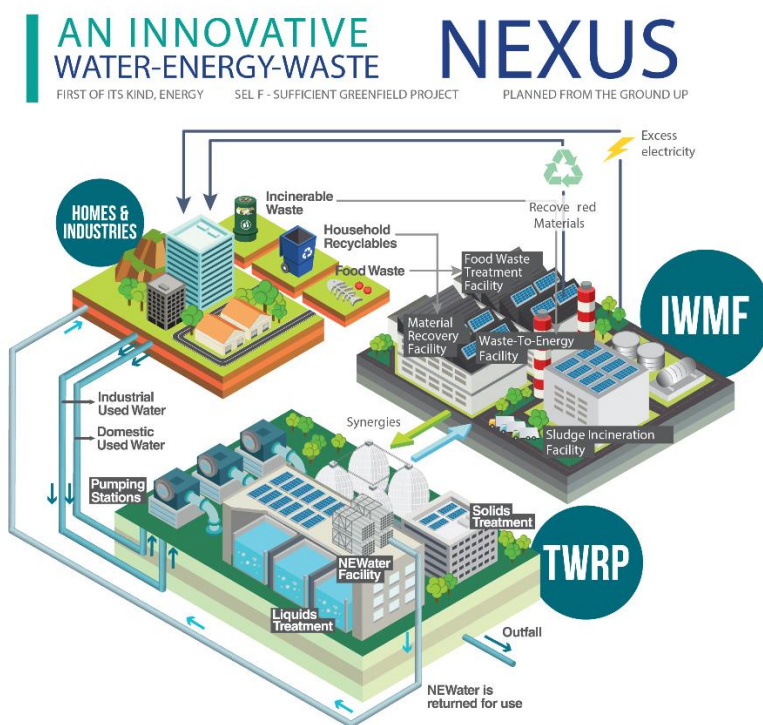 AN INNOVATIVE
WATER-ENERGY-WASTE
NEXUS
FIRST OF ITS KIND, ENERGY SEL F - SUFFICIENT GREENFIELD PROJECT PLANNED FROM THE GROUND UP
Excess
electricity
HOMES &
INDUSTRIES
Incinerable
Waste
Recove red
Materials
Household
Recyclables
Food Waste
Food Waste
Treatment
Facility
IWMF
Material
Recovery
Facility
Waste-To-Energy
Facility
Industrial
Used Water
Domestic
Used Water
Synergies
Sludge Incineration
Facility
Pumping
Stations
Solids
Treatment
NEWater
Facility
TWRP
Liquids
Treatment
Outfall
NEWater is
returned for use